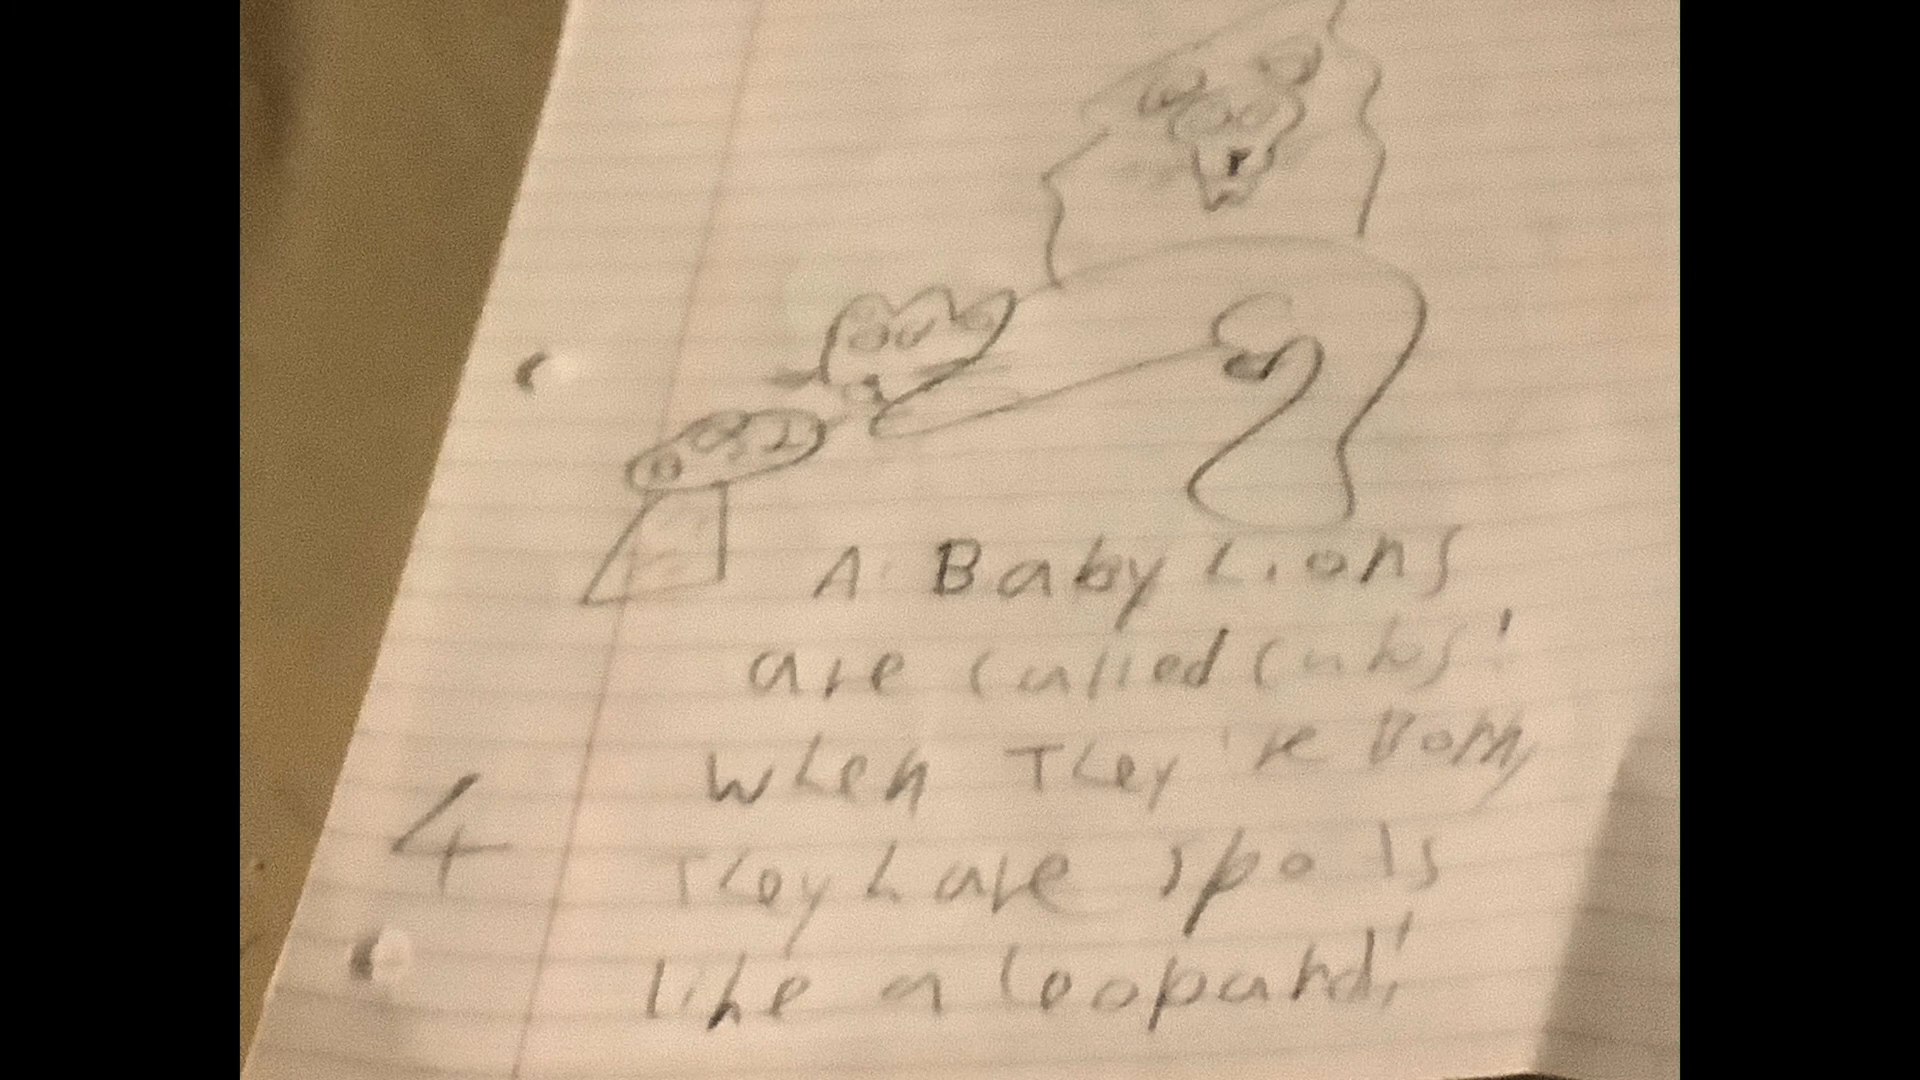 A Baby Lions
are called cubs!
4 when They're Born,
They have spots
like a leopard!